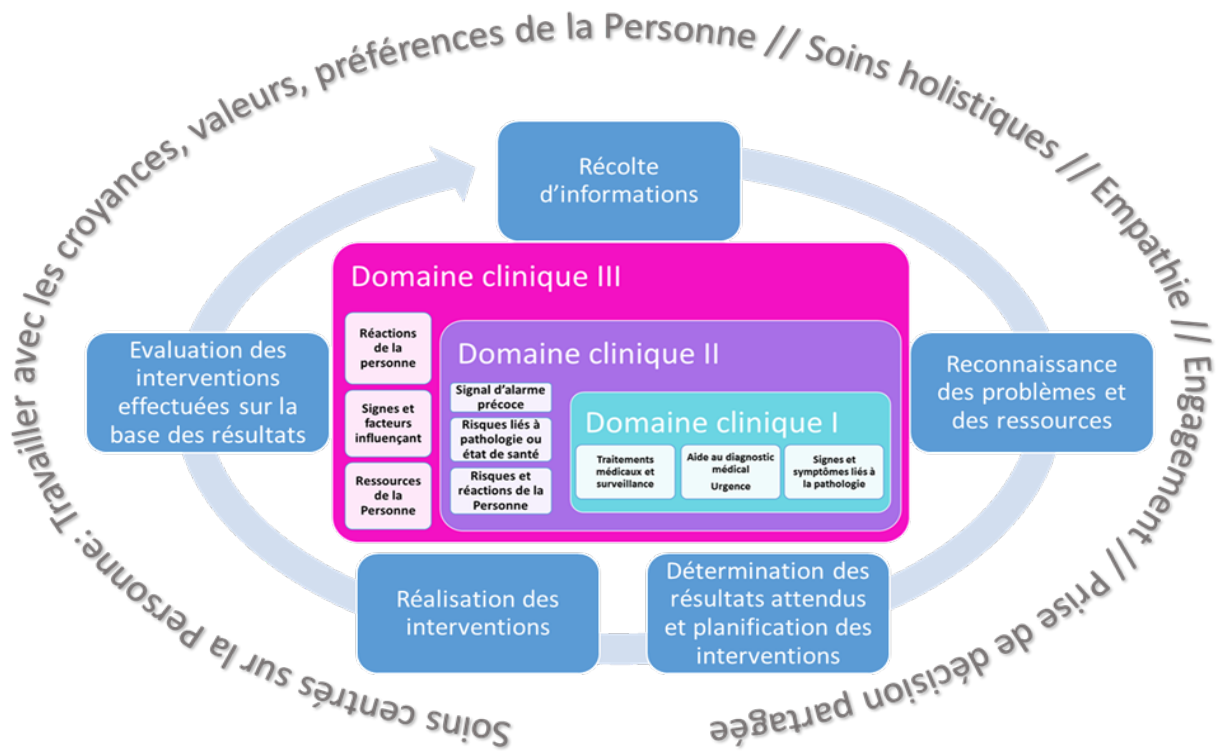 Soins centrés sur la Personne: Travailler avec les croyances, valeurs, préférences de la Personne // Soins holistiques // Empathie // Engagement // Prise de décision partagée
Récolte
d’informations
Reconnaissance
des problèmes et
des ressources
Détermination des
résultats attendus
et planification des
interventions
Réalisation des
interventions
Evaluation des
interventions
effectuées sur la
base des résultats
Domaine clinique III
Réactions
de la
personne
Signes et
facteurs
influençant
Ressources
de la
Personne
Domaine clinique II
Signal d’alarme
précoce
Risques liés à
pathologie ou
état de santé
Risques et
réactions de la
Personne
Domaine clinique I
Traitements
médicaux et
surveillance
Aide au diagnostic
médical
Urgence
Signes et
symptômes liés à
la pathologie